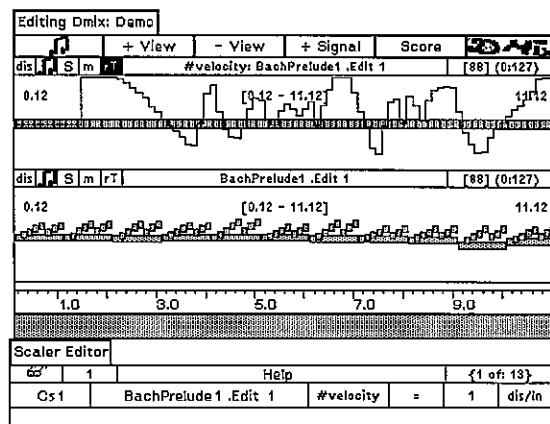 Editing Dmix: Demo
+ View - View + Signal Score
dis S m rT #velocity: BachPrelude1 .Edit 1 [88] (0:127)
0.12 [0.12 - 11.12] 11.12
dis S m rT BachPrelude1 .Edit 1 [88] (0:127)
0.12 [0.12 - 11.12] 11.12
1.0 3.0 5.0 7.0 9.0
Scaler Editor
1 Help {1 of: 13}
Cs1 BachPrelude1 .Edit 1 #velocity = 1 dis/in